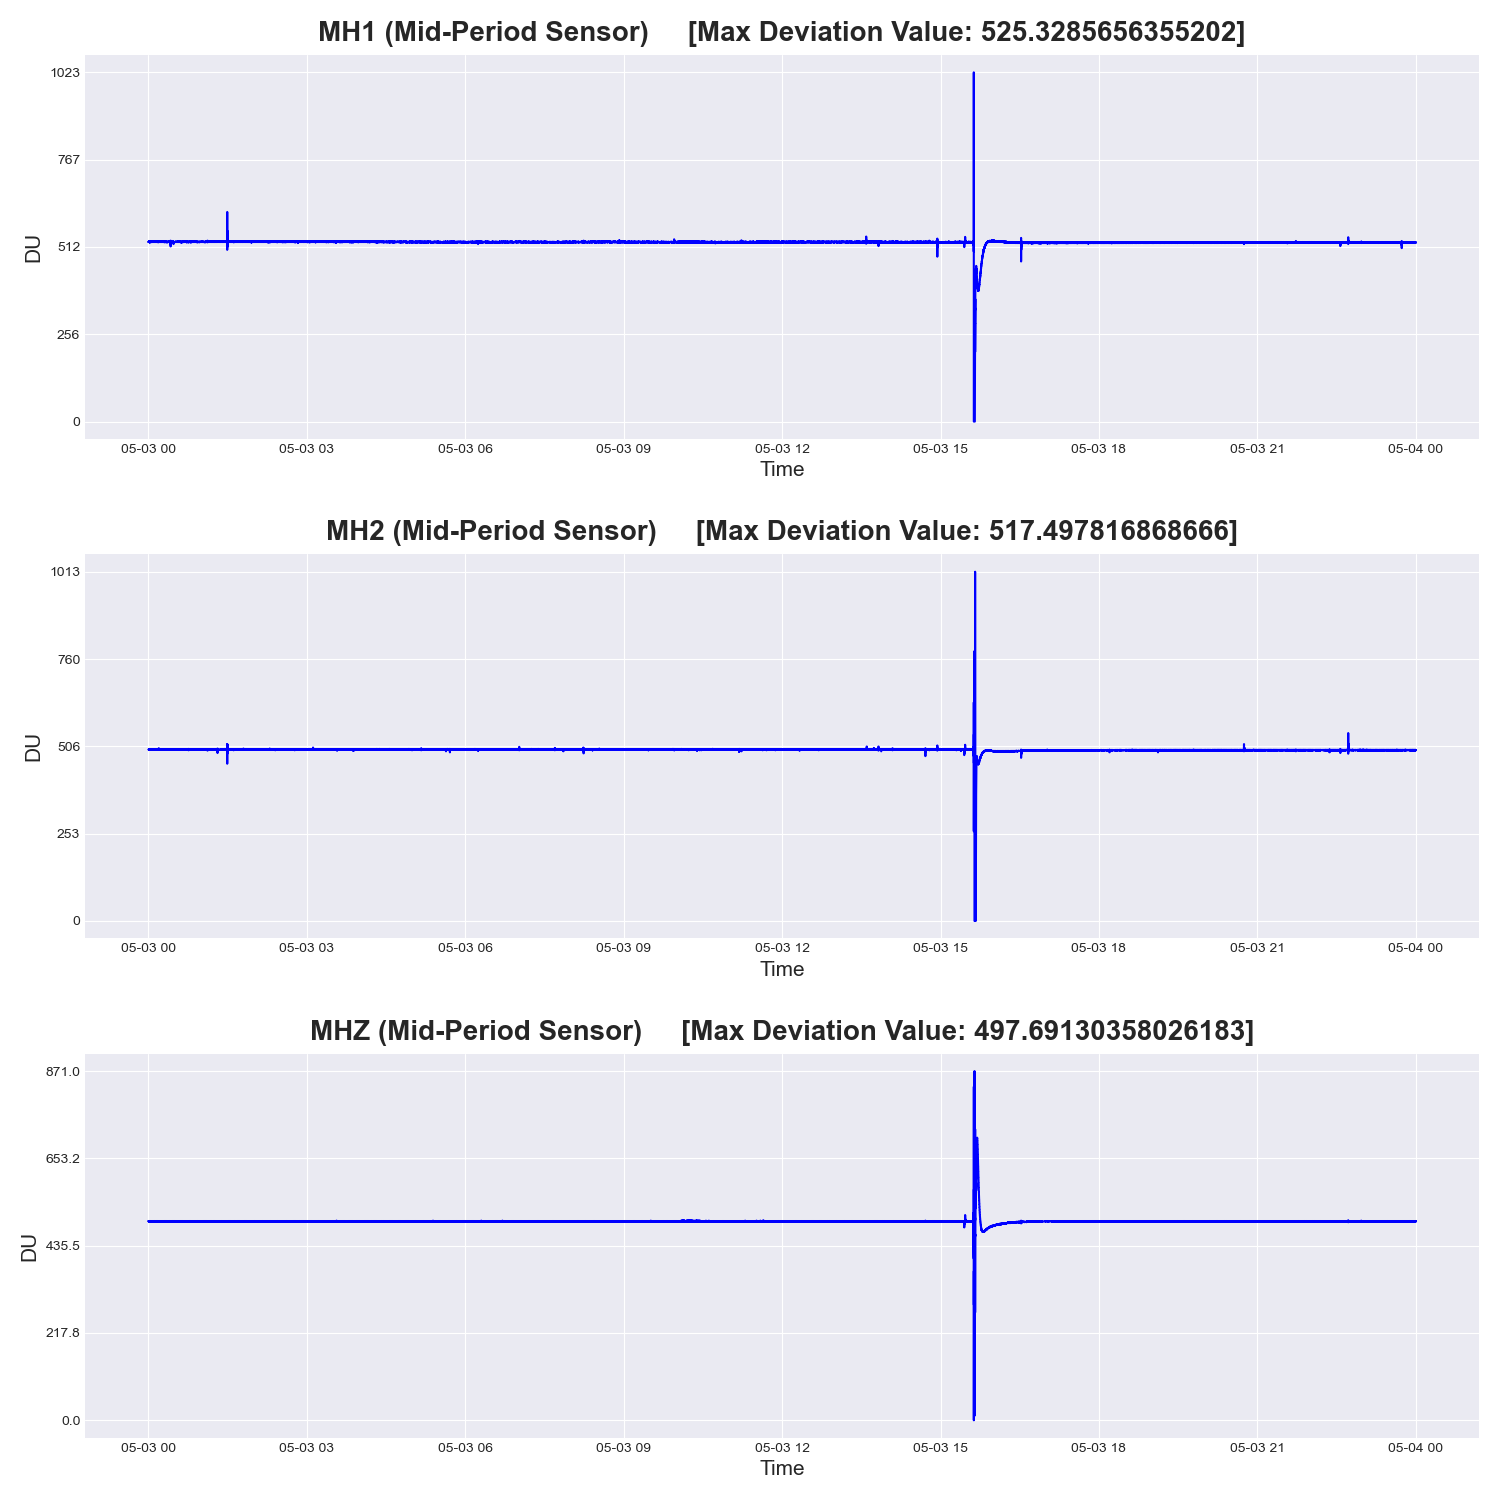 MH1 (Mid-Period Sensor) [Max Deviation Value: 525.3285656355202]
1023
767
512
256
0
DU
05-03 00 05-03 03 05-03 06 05-03 09 05-03 12 05-03 15 05-03 18 05-03 21 05-04 00
Time
MH2 (Mid-Period Sensor) [Max Deviation Value: 517.497816868666]
1013
760
506
253
0
DU
05-03 00 05-03 03 05-03 06 05-03 09 05-03 12 05-03 15 05-03 18 05-03 21 05-04 00
Time
MHZ (Mid-Period Sensor) [Max Deviation Value: 497.69130358026183]
871.0
653.2
435.5
217.8
0.0
DU
05-03 00 05-03 03 05-03 06 05-03 09 05-03 12 05-03 15 05-03 18 05-03 21 05-04 00
Time